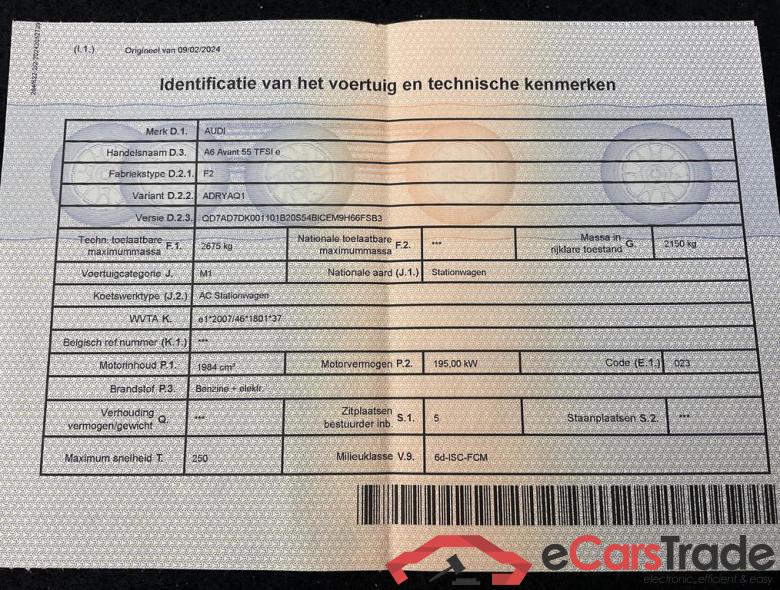 (I.1.) Origineel van 09/02/2024
Identificatie van het voertuig en technische kenmerken
Merk D.1. AUDI
Handelsnaam D.3. A6 Avant 55 TFSI e
Fabriekstype D.2.1. F2
Variant D.2.2. ADRYAQ1
Versie D.2.3. QD7AD7DK001101B20S54BICEM9H66FSB3
Techn. toelaatbare maximummassa F.1. 2675 kg Nationale toelaatbare maximummassa F.2. *** Massa in rijklare toestand G. 2150 kg
Voertuigcategorie J. M1 Nationale aard (J.1.) Stationwagen
Koetswerktype (J.2.) AC Stationwagen
WVTA K. e1*2007/46*1801*37
Belgisch ref.nummer (K.1.) ***
Motorinhoud P.1. 1984 cm³ Motorvermogen P.2. 195,00 kW Code (E.1.) 023
Brandstof P.3. Benzine + elektr.
Verhouding vermogen/gewicht Q. *** Zitplaatsen bestuurder inb. S.1. 5 Staanplaatsen S.2. ***
Maximum snelheid T. 250 Milieuklasse V.9. 6d-ISC-FCM
eCarsTrade
electronic, efficient & easy